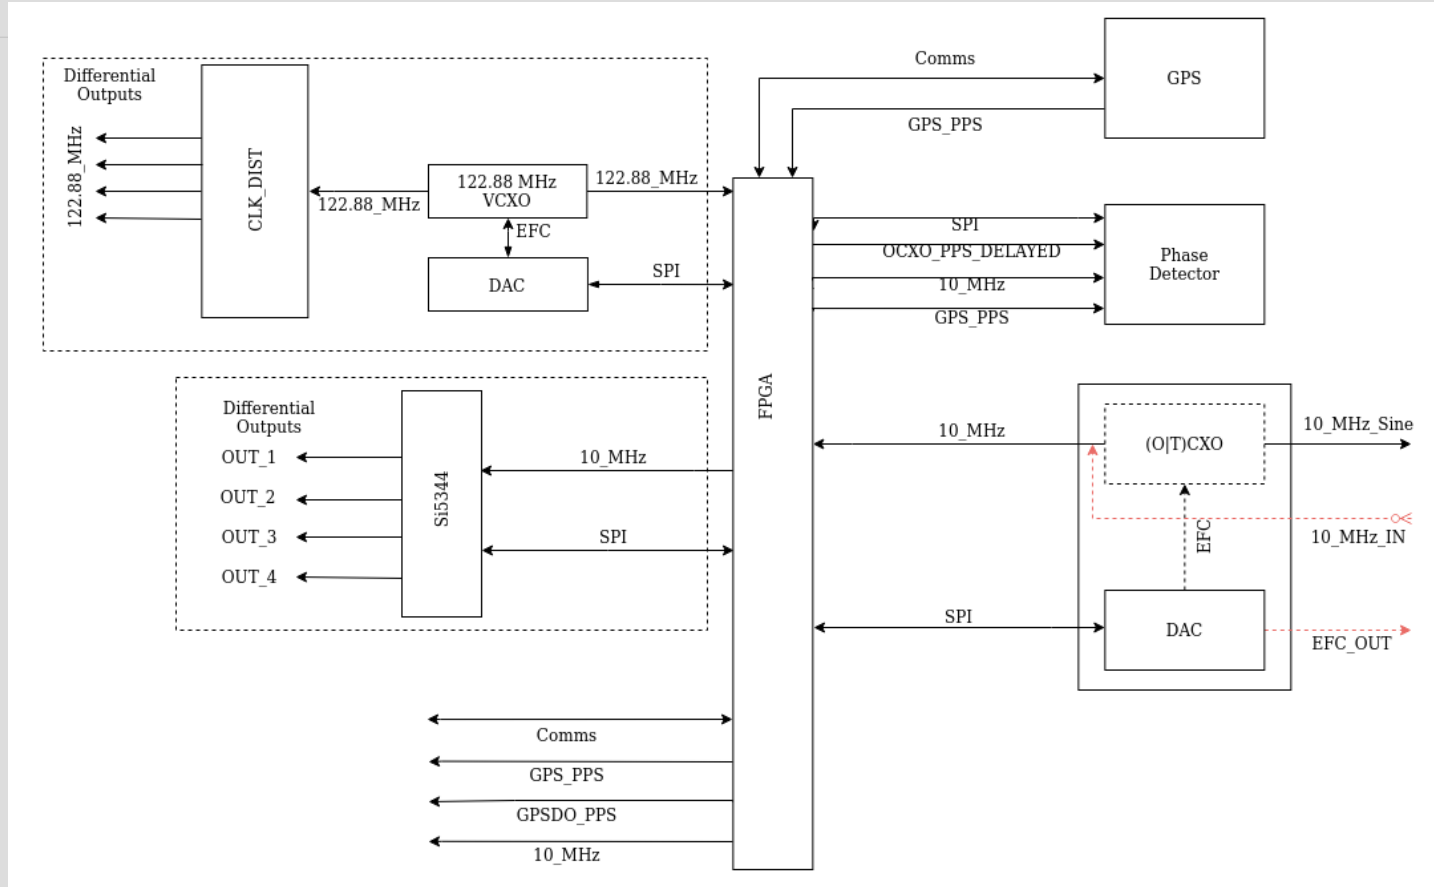 Differential
Outputs
122.88_MHz
CLK_DIST
122.88_MHz
122.88 MHz
VCXO
122.88_MHz
EFC
DAC
SPI
Comms
GPS
GPS_PPS
SPI
OCXO_PPS_DELAYED
10_MHz
GPS_PPS
Phase
Detector
FPGA
Differential
Outputs
OUT_1
OUT_2
OUT_3
OUT_4
Si5344
10_MHz
SPI
10_MHz
(O|T)CXO
10_MHz_Sine
10_MHz_IN
EFC
SPI
DAC
EFC_OUT
Comms
GPS_PPS
GPSDO_PPS
10_MHz